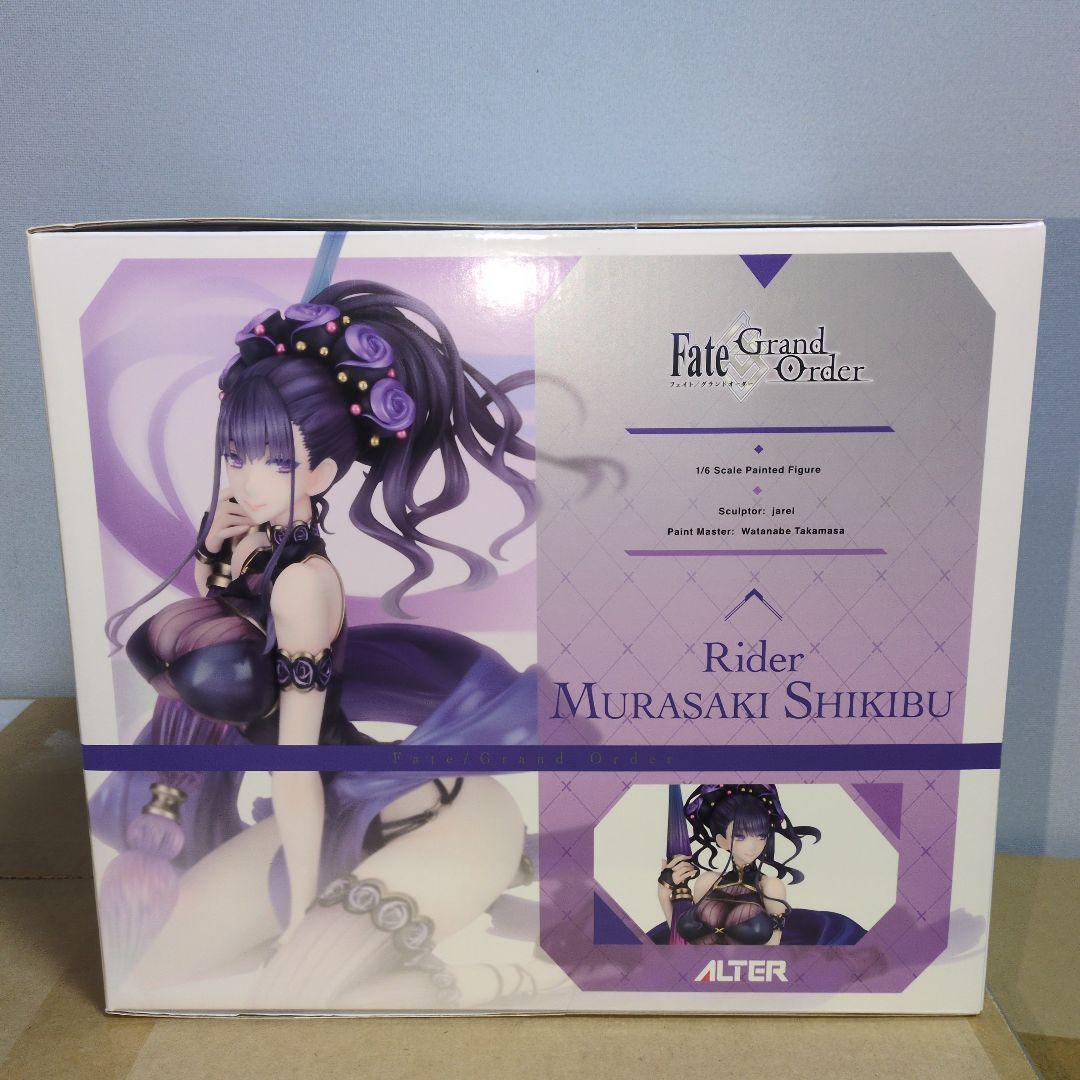 Fate
Grand
Order
フェイト/グランドオーダー
1/6 Scale Painted Figure
Sculptor: jarel
Paint Master: Watanabe Takamasa
Rider
MURASAKI SHIKIBU
Fate/Grand Order
ALTER